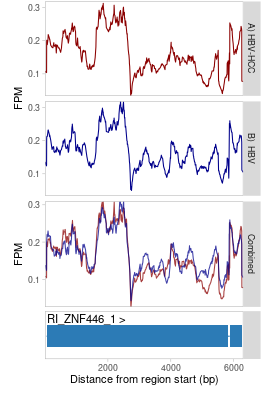 0.3
0.2
0.1
FPM
A) HBV-HCC
0.3
0.2
0.1
FPM
B) HBV
0.3
0.2
0.1
FPM
Combined
RI_ZNF446_1 >
2000 4000 6000
Distance from region start (bp)